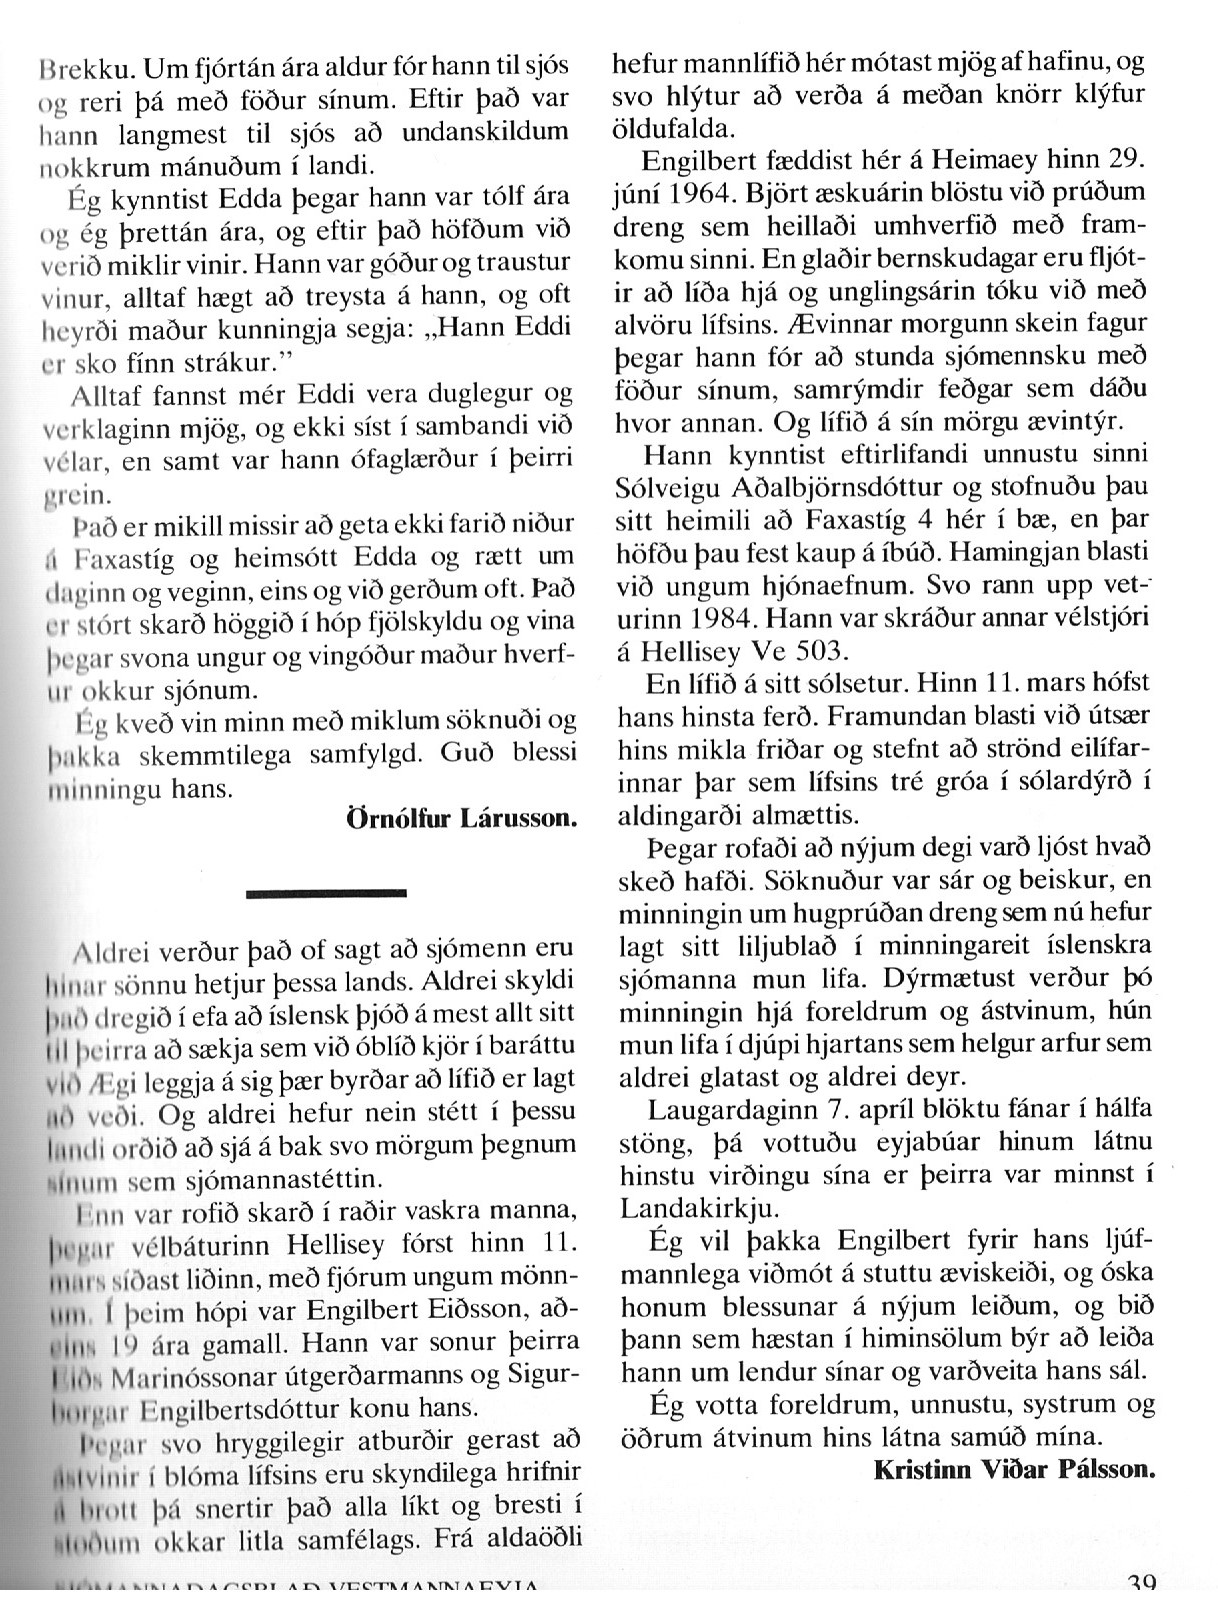 Brekku. Um fjórtán ára aldur fór hann til sjós
og reri þá með föður sínum. Eftir það var
hann langmest til sjós að undanskildum
nokkrum mánuðum í landi.
Ég kynntist Edda þegar hann var tólf ára
og ég þrettán ára, og eftir það höfðum við
verið miklir vinir. Hann var góður og traustur
vinur, alltaf hægt að treysta á hann, og oft
heyrði maður kunningja segja: „Hann Eddi
er sko fínn strákur.”
Alltaf fannst mér Eddi vera duglegur og
verklaginn mjög, og ekki síst í sambandi við
vélar, en samt var hann ófaglærður í þeirri
grein.
Það er mikill missir að geta ekki farið niður
á Faxastíg og heimsótt Edda og rætt um
daginn og veginn, eins og við gerðum oft. Það
er stórt skarð höggið í hóp fjölskyldu og vina
þegar svona ungur og vingóður maður hverf-
ur okkur sjónum.
Ég kveð vin minn með miklum söknuði og
þakka skemmtilega samfylgd. Guð blessi
minningu hans.
Örnólfur Lárusson.
Aldrei verður það of sagt að sjómenn eru
hinar sönnu hetjur þessa lands. Aldrei skyldi
það dregið í efa að íslensk þjóð á mest allt sitt
til þeirra að sækja sem við óblíð kjör í baráttu
við Ægi leggja á sig þær byrðar að lífið er lagt
að veði. Og aldrei hefur nein stétt í þessu
landi orðið að sjá á bak svo mörgum þegnum
sínum sem sjómannastéttin.
Enn var rofið skarð í raðir vaskra manna,
þegar vélbáturinn Hellisey fórst hinn 11.
mars síðast liðinn, með fjórum ungum mönn-
um. Í þeim hópi var Engilbert Eiðsson, að-
eins 19 ára gamall. Hann var sonur þeirra
Eiðs Marinóssonar útgerðarmanns og Sigur-
borgar Engilbertsdóttur konu hans.
Þegar svo hryggilegir atburðir gerast að
ástvinir í blóma lífsins eru skyndilega hrifnir
á brott þá snertir það alla líkt og bresti í
stoðum okkar litla samfélags. Frá aldaöðli
SJÓMANNADAGSBLAÐ VESTMANNAEYJA
hefur mannlífið hér mótast mjög af hafinu, og
svo hlýtur að verða á meðan knörr klýfur
öldufalda.
Engilbert fæddist hér á Heimaey hinn 29.
júní 1964. Björt æskuárin blöstu við prúðum
dreng sem heillaði umhverfið með fram-
komu sinni. En glaðir bernskudagar eru fljót-
ir að líða hjá og unglingsárin tóku við með
alvöru lífsins. Ævinnar morgunn skein fagur
þegar hann fór að stunda sjómennsku með
föður sínum, samrýmdir feðgar sem dáðu
hvor annan. Og lífið á sín mörgu ævintýr.
Hann kynntist eftirlifandi unnustu sinni
Sólveigu Aðalbjörnsdóttur og stofnuðu þau
sitt heimili að Faxastíg 4 hér í bæ, en þar
höfðu þau fest kaup á íbúð. Hamingjan blasti
við ungum hjónaefnum. Svo rann upp vet-
urinn 1984. Hann var skráður annar vélstjóri
á Hellisey Ve 503.
En lífið á sitt sólsetur. Hinn 11. mars hófst
hans hinsta ferð. Framundan blasti við útsær
hins mikla friðar og stefnt að strönd eilífar-
innar þar sem lífsins tré gróa í sólardýrð í
aldingarði almættis.
Þegar rofaði að nýjum degi varð ljóst hvað
skeð hafði. Söknuður var sár og beiskur, en
minningin um hugprúðan dreng sem nú hefur
lagt sitt liljublað í minningareit íslenskra
sjómanna mun lifa. Dýrmætust verður þó
minningin hjá foreldrum og ástvinum, hún
mun lifa í djúpi hjartans sem helgur arfur sem
aldrei glatast og aldrei deyr.
Laugardaginn 7. apríl blöktu fánar í hálfa
stöng, þá vottuðu eyjabúar hinum látnu
hinstu virðingu sína er þeirra var minnst í
Landakirkju.
Ég vil þakka Engilbert fyrir hans ljúf-
mannlega viðmót á stuttu æviskeiði, og óska
honum blessunar á nýjum leiðum, og bið
þann sem hæstan í himinsölum býr að leiða
hann um lendur sínar og varðveita hans sál.
Ég votta foreldrum, unnustu, systrum og
öðrum átvinum hins látna samúð mína.
Kristinn Viðar Pálsson.
39